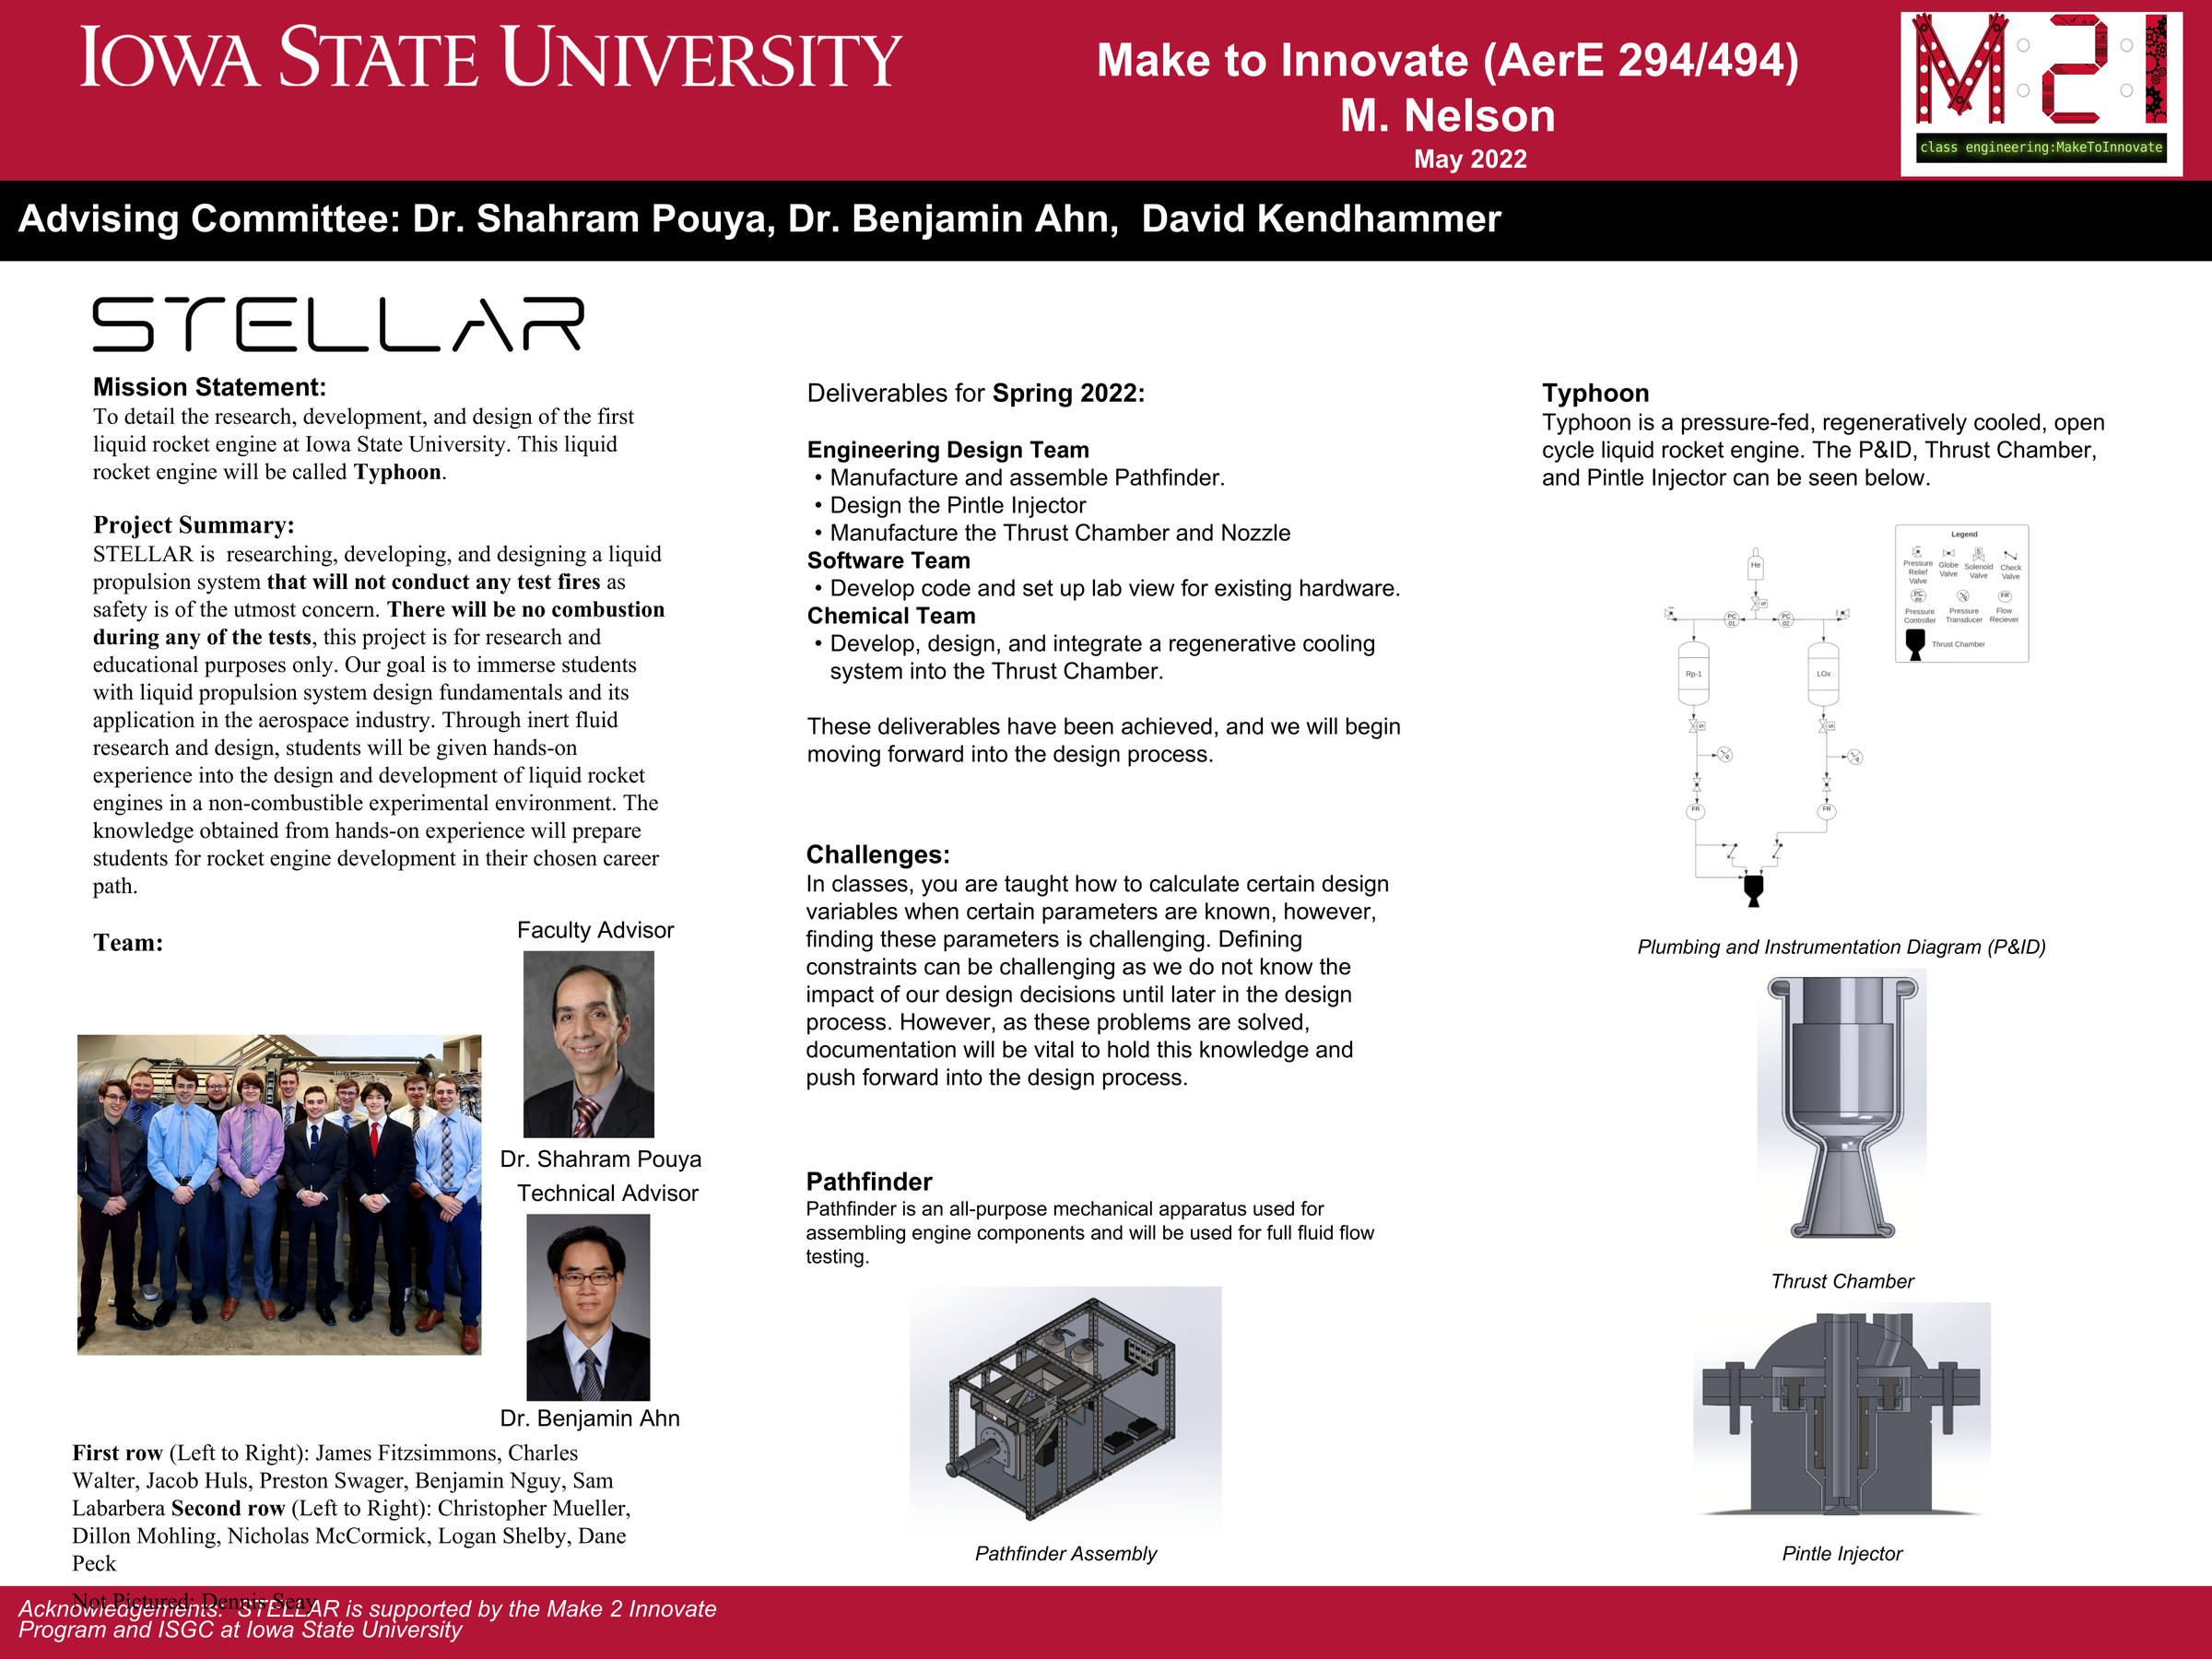 IOWA STATE UNIVERSITY
Make to Innovate (AerE 294/494)
M. Nelson
May 2022
M:2:I
class engineering:MakeToInnovate
Advising Committee: Dr. Shahram Pouya, Dr. Benjamin Ahn,  David Kendhammer
STELLAR
Mission Statement:
To detail the research, development, and design of the first
liquid rocket engine at Iowa State University. This liquid
rocket engine will be called Typhoon.
Project Summary:
STELLAR is  researching, developing, and designing a liquid
propulsion system that will not conduct any test fires as
safety is of the utmost concern. There will be no combustion
during any of the tests, this project is for research and
educational purposes only. Our goal is to immerse students
with liquid propulsion system design fundamentals and its
application in the aerospace industry. Through inert fluid
research and design, students will be given hands-on
experience into the design and development of liquid rocket
engines in a non-combustible experimental environment. The
knowledge obtained from hands-on experience will prepare
students for rocket engine development in their chosen career
path.
Team:
Faculty Advisor
Dr. Shahram Pouya
Technical Advisor
Dr. Benjamin Ahn
First row (Left to Right): James Fitzsimmons, Charles
Walter, Jacob Huls, Preston Swager, Benjamin Nguy, Sam
Labarbera Second row (Left to Right): Christopher Mueller,
Dillon Mohling, Nicholas McCormick, Logan Shelby, Dane
Peck
Not Pictured: Dennis Seay
Deliverables for Spring 2022:
Engineering Design Team
• Manufacture and assemble Pathfinder.
• Design the Pintle Injector
• Manufacture the Thrust Chamber and Nozzle
Software Team
• Develop code and set up lab view for existing hardware.
Chemical Team
• Develop, design, and integrate a regenerative cooling
system into the Thrust Chamber.
These deliverables have been achieved, and we will begin
moving forward into the design process.
Challenges:
In classes, you are taught how to calculate certain design
variables when certain parameters are known, however,
finding these parameters is challenging. Defining
constraints can be challenging as we do not know the
impact of our design decisions until later in the design
process. However, as these problems are solved,
documentation will be vital to hold this knowledge and
push forward into the design process.
Pathfinder
Pathfinder is an all-purpose mechanical apparatus used for
assembling engine components and will be used for full fluid flow
testing.
Pathfinder Assembly
Typhoon
Typhoon is a pressure-fed, regeneratively cooled, open
cycle liquid rocket engine. The P&ID, Thrust Chamber,
and Pintle Injector can be seen below.
Legend
Pressure Relief Valve
Globe Valve
Solenoid Valve
Check Valve
Pressure Controller
Pressure Transducer
Flow Reciever
FR
Thrust Chamber
He
S
PC 01
PC 02
Rp-1
LOx
S
S
FR
FR
Plumbing and Instrumentation Diagram (P&ID)
Thrust Chamber
Pintle Injector
Acknowledgements:  STELLAR is supported by the Make 2 Innovate
Program and ISGC at Iowa State University